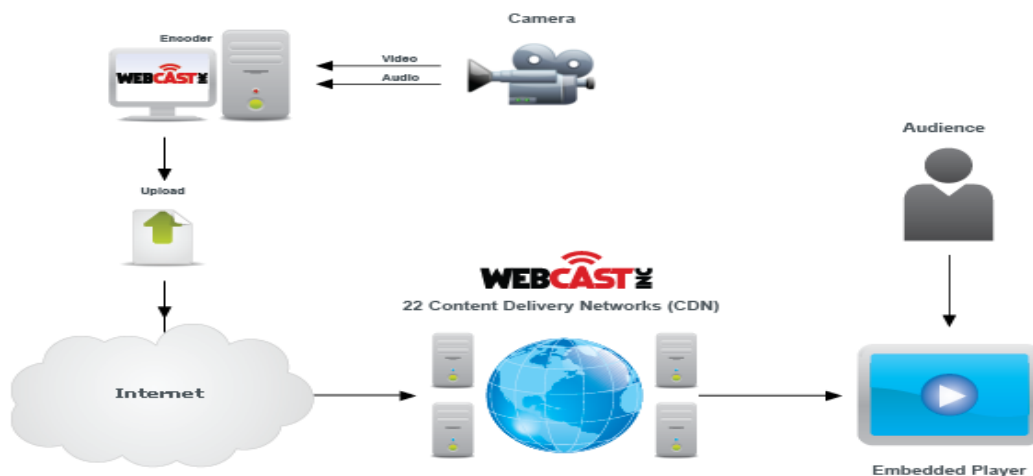 Camera
Encoder
WEBCAST INC
Video
Audio
Audience
Upload
WEBCAST INC
22 Content Delivery Networks (CDN)
Internet
Embedded Player